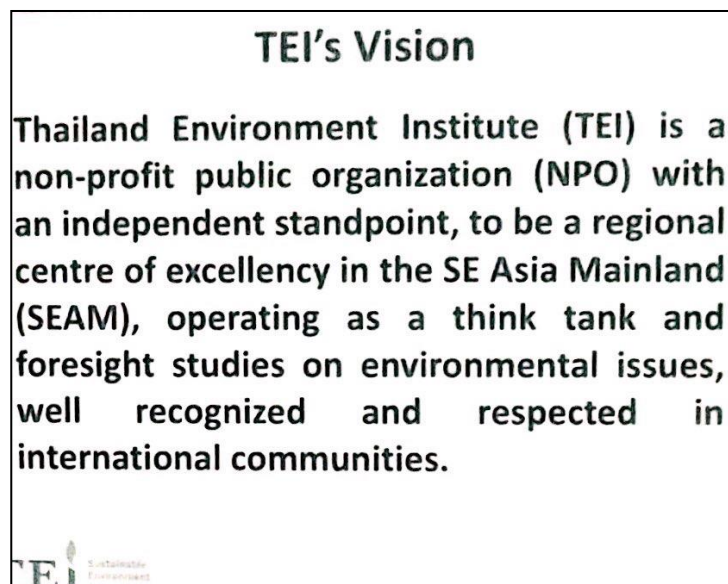 TEI's Vision
Thailand Environment Institute (TEI) is a
non-profit public organization (NPO) with
an independent standpoint, to be a regional
centre of excellency in the SE Asia Mainland
(SEAM), operating as a think tank and
foresight studies on environmental issues,
well recognized and respected in
international communities.
TEi
Sustainable
Environment